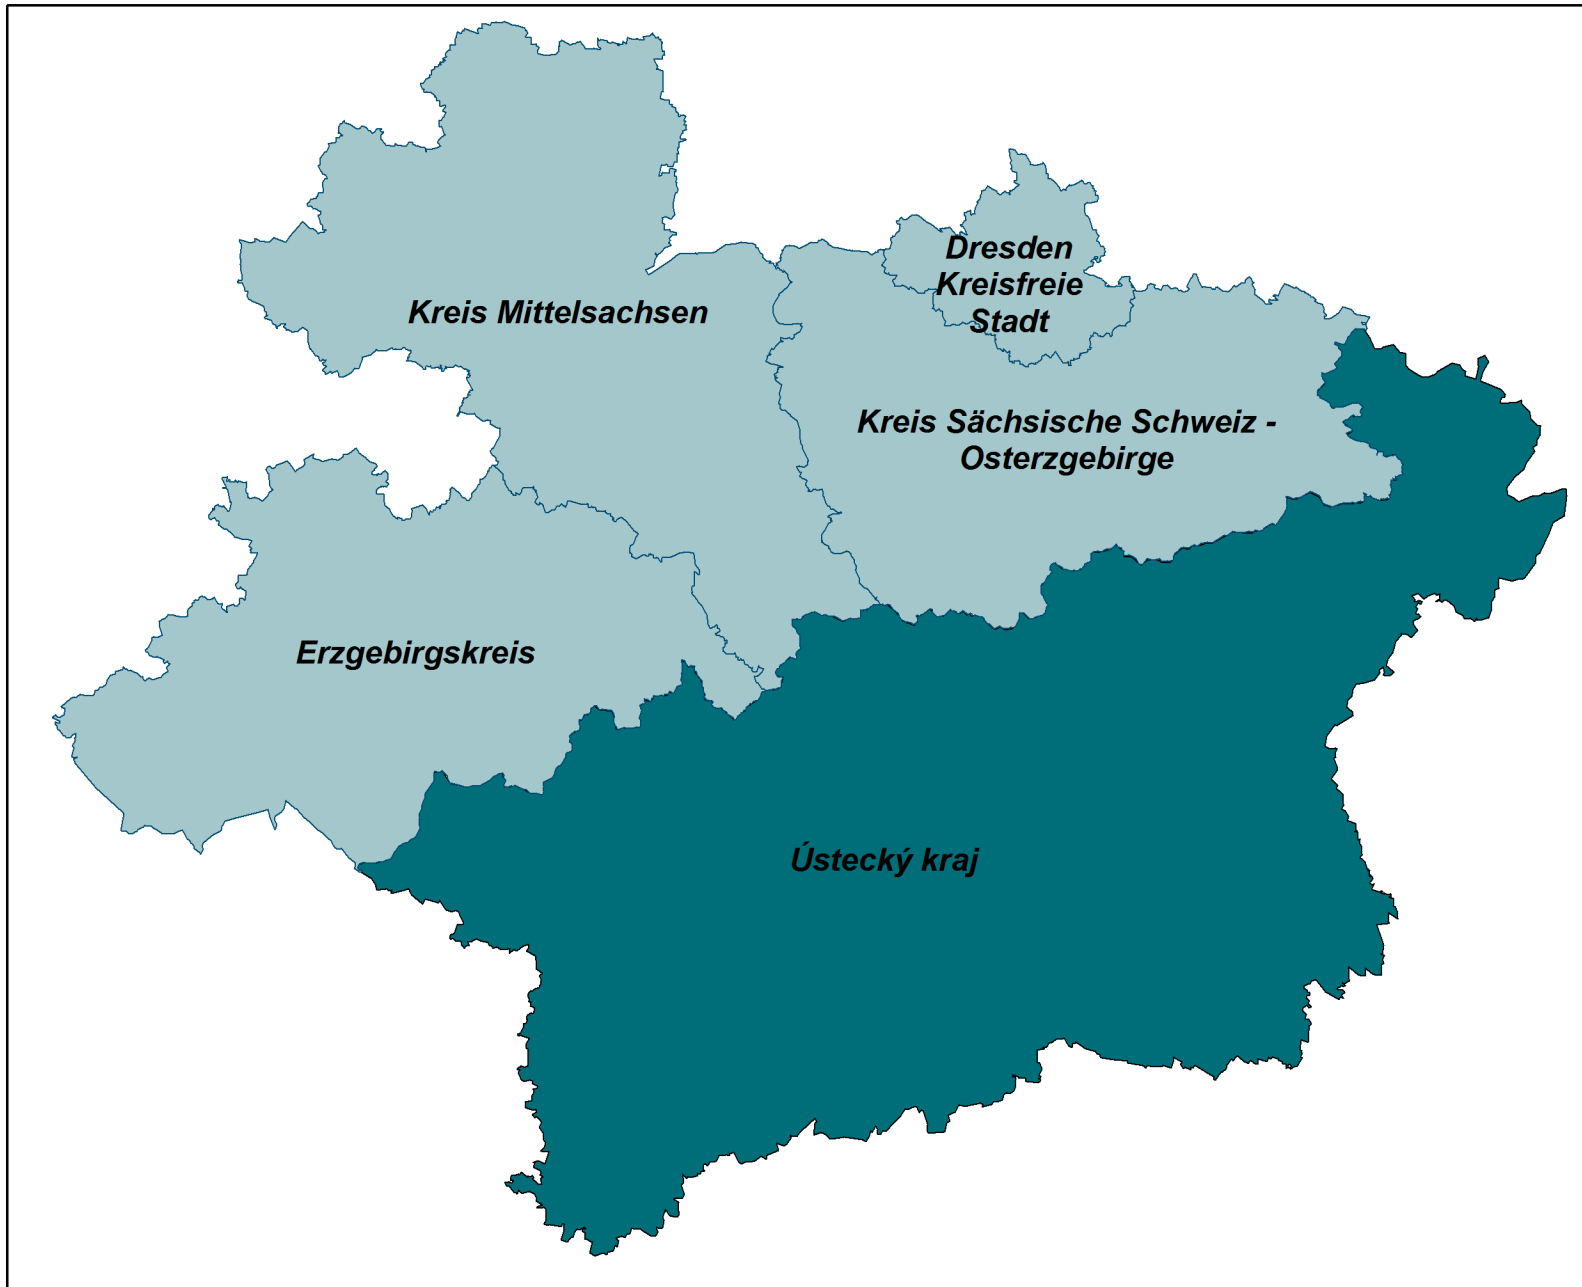 Dresden
Kreisfreie
Stadt
Kreis Mittelsachsen
Kreis Sächsische Schweiz -
Osterzgebirge
Erzgebirgskreis
Ústecký kraj